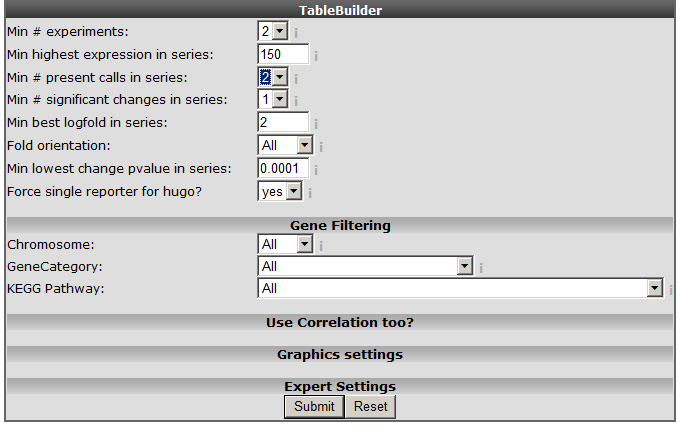 TableBuilder
Min # experiments: 2 i
Min highest expression in series: 150 i
Min # present calls in series: 2 i
Min # significant changes in series: 1 i
Min best logfold in series: 2 i
Fold orientation: All i
Min lowest change pvalue in series: 0.0001 i
Force single reporter for hugo? yes i
Gene Filtering
Chromosome: All i
GeneCategory: All i
KEGG Pathway: All i
Use Correlation too?
Graphics settings
Expert Settings
Submit Reset